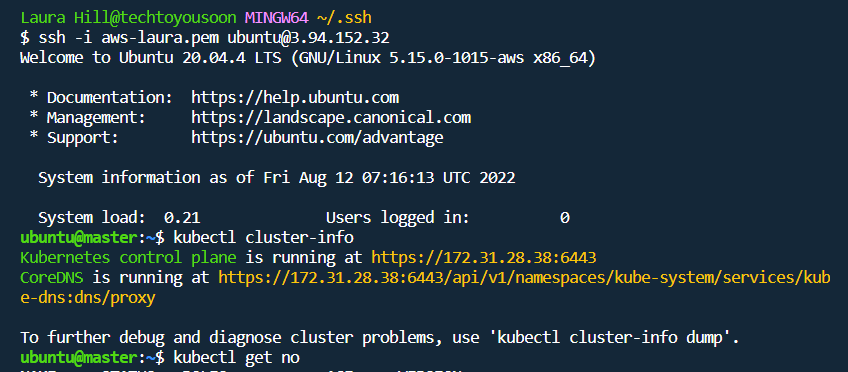 Laura Hill@techtoyousoon MINGW64 ~/.ssh
$ ssh -i aws-laura.pem ubuntu@3.94.152.32
Welcome to Ubuntu 20.04.4 LTS (GNU/Linux 5.15.0-1015-aws x86_64)
* Documentation: https://help.ubuntu.com
* Management: https://landscape.canonical.com
* Support: https://ubuntu.com/advantage
System information as of Fri Aug 12 07:16:13 UTC 2022
System load: 0.21 Users logged in: 0
ubuntu@master:~$ kubectl cluster-info
Kubernetes control plane is running at https://172.31.28.38:6443
CoreDNS is running at https://172.31.28.38:6443/api/v1/namespaces/kube-system/services/kub
e-dns:dns/proxy
To further debug and diagnose cluster problems, use 'kubectl cluster-info dump'.
ubuntu@master:~$ kubectl get no